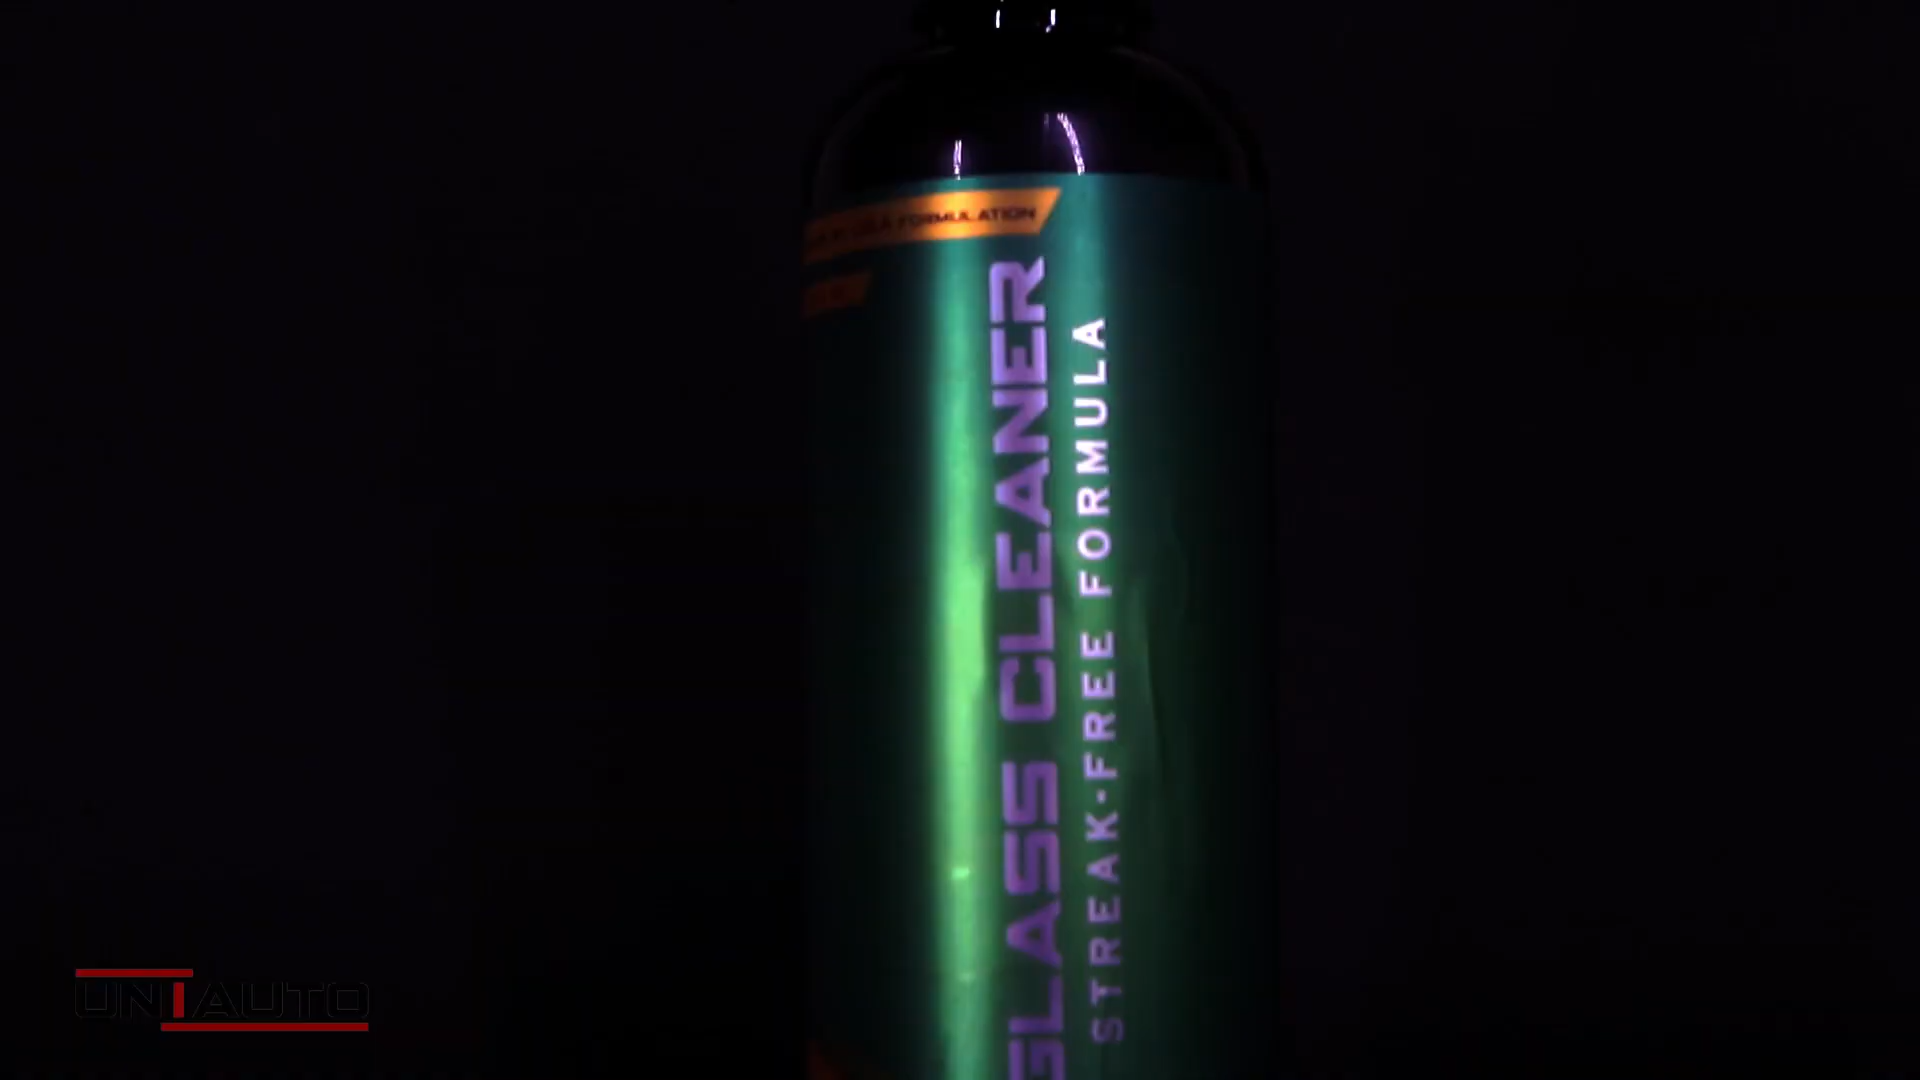 FORMULATION
GLASS CLEANER
STREAK-FREE FORMULA
UNIAUTO